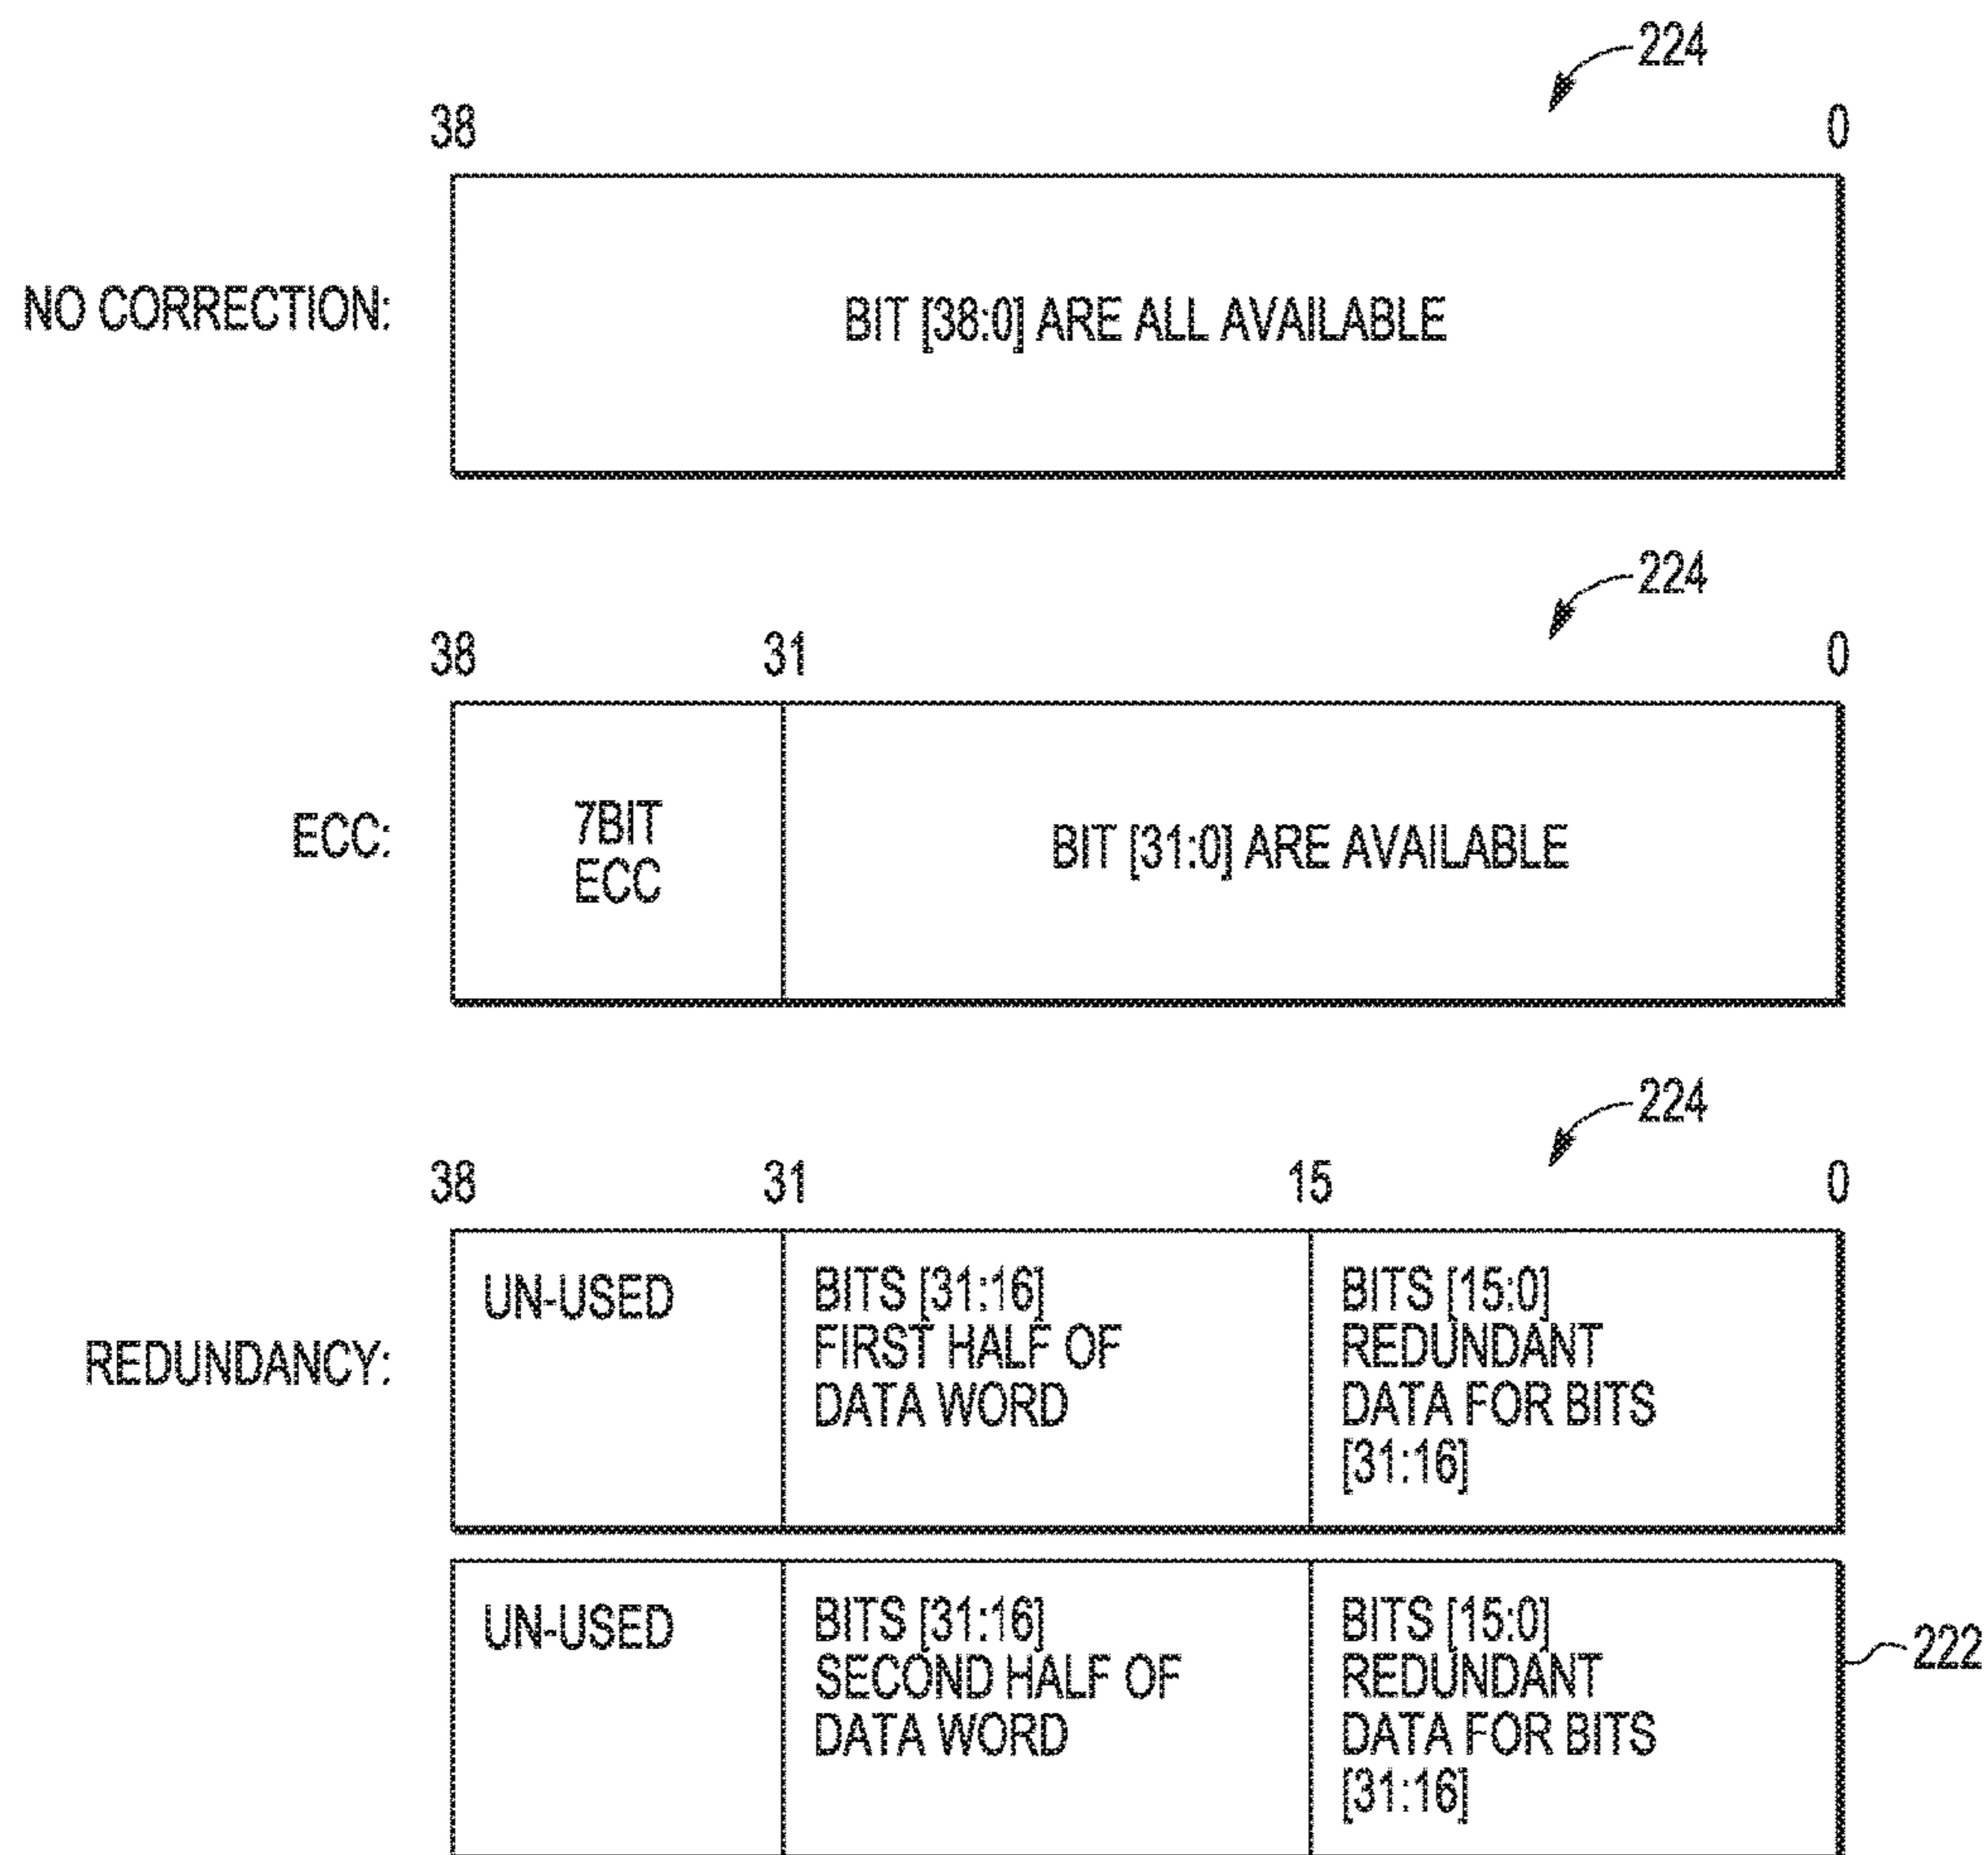 224
38 0
NO CORRECTION:
BIT [38:0] ARE ALL AVAILABLE
224
38 31 0
ECC:
7BIT
ECC
BIT [31:0] ARE AVAILABLE
224
38 31 15 0
REDUNDANCY:
UN-USED
BITS [31:16]
FIRST HALF OF
DATA WORD
BITS [15:0]
REDUNDANT
DATA FOR BITS
[31:16]
UN-USED
BITS [31:16]
SECOND HALF OF
DATA WORD
BITS [15:0]
REDUNDANT
DATA FOR BITS
[31:16]
222